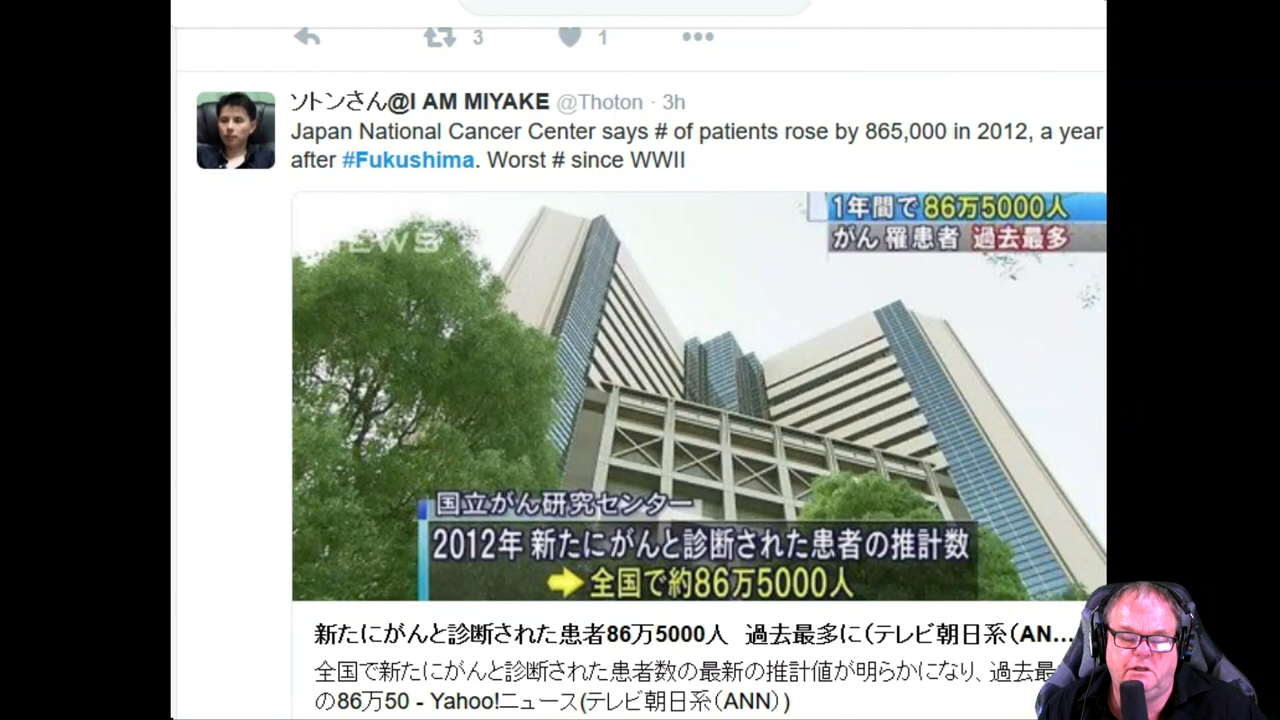 3 1
ソトンさん@I AM MIYAKE @Thoton · 3h
Japan National Cancer Center says # of patients rose by 865,000 in 2012, a year
after #Fukushima. Worst # since WWII
1年間で86万5000人
がん罹患者 過去最多
NEWS
国立がん研究センター
2012年 新たにがんと診断された患者の推計数
全国で約86万5000人
新たにがんと診断された患者86万5000人 過去最多に(テレビ朝日系(AN...
全国で新たにがんと診断された患者数の最新の推計値が明らかになり、過去最
の86万50 - Yahoo!ニュース(テレビ朝日系(ANN))